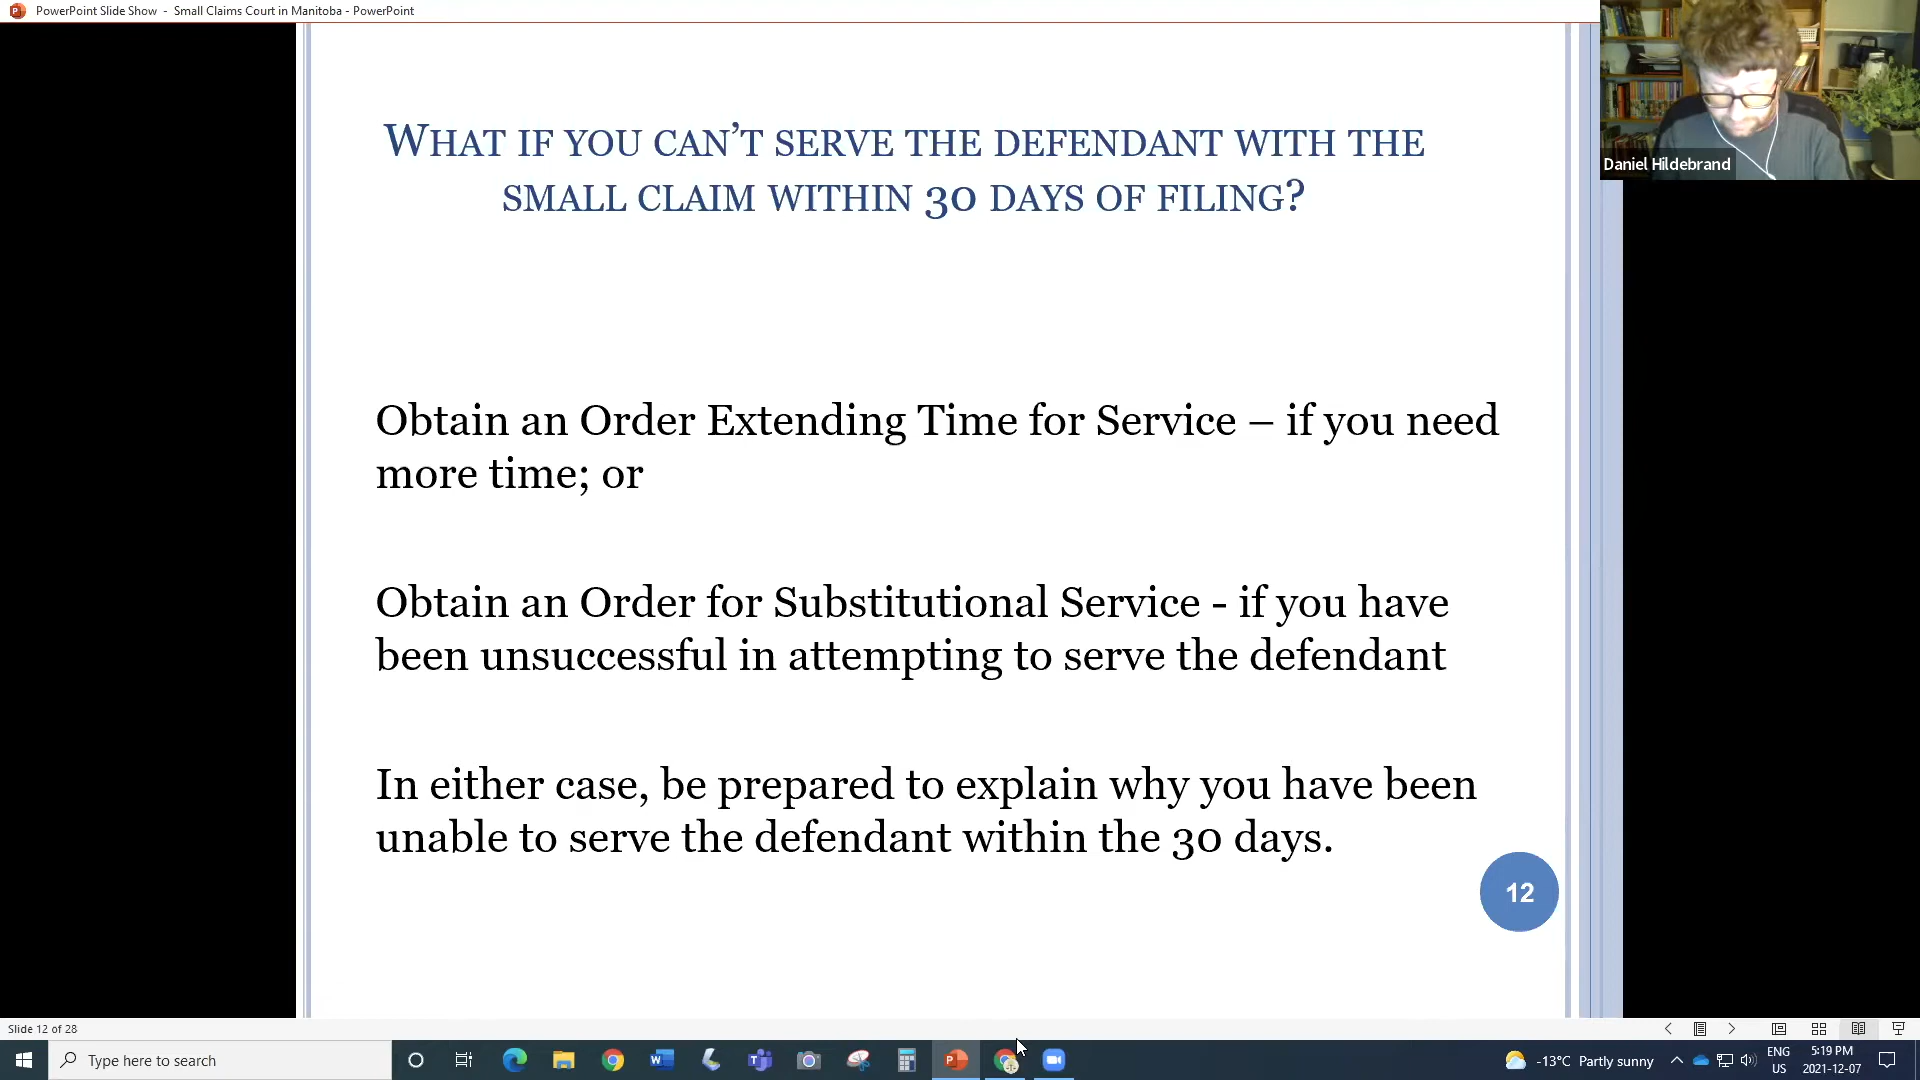 PowerPoint Slide Show - Small Claims Court in Manitoba - PowerPoint
Daniel Hildebrand
WHAT IF YOU CAN'T SERVE THE DEFENDANT WITH THE
SMALL CLAIM WITHIN 30 DAYS OF FILING?
Obtain an Order Extending Time for Service – if you need
more time; or
Obtain an Order for Substitutional Service - if you have
been unsuccessful in attempting to serve the defendant
In either case, be prepared to explain why you have been
unable to serve the defendant within the 30 days.
12
Slide 12 of 28
Type here to search
-13°C Partly sunny
ENG
US
5:19 PM
2021-12-07